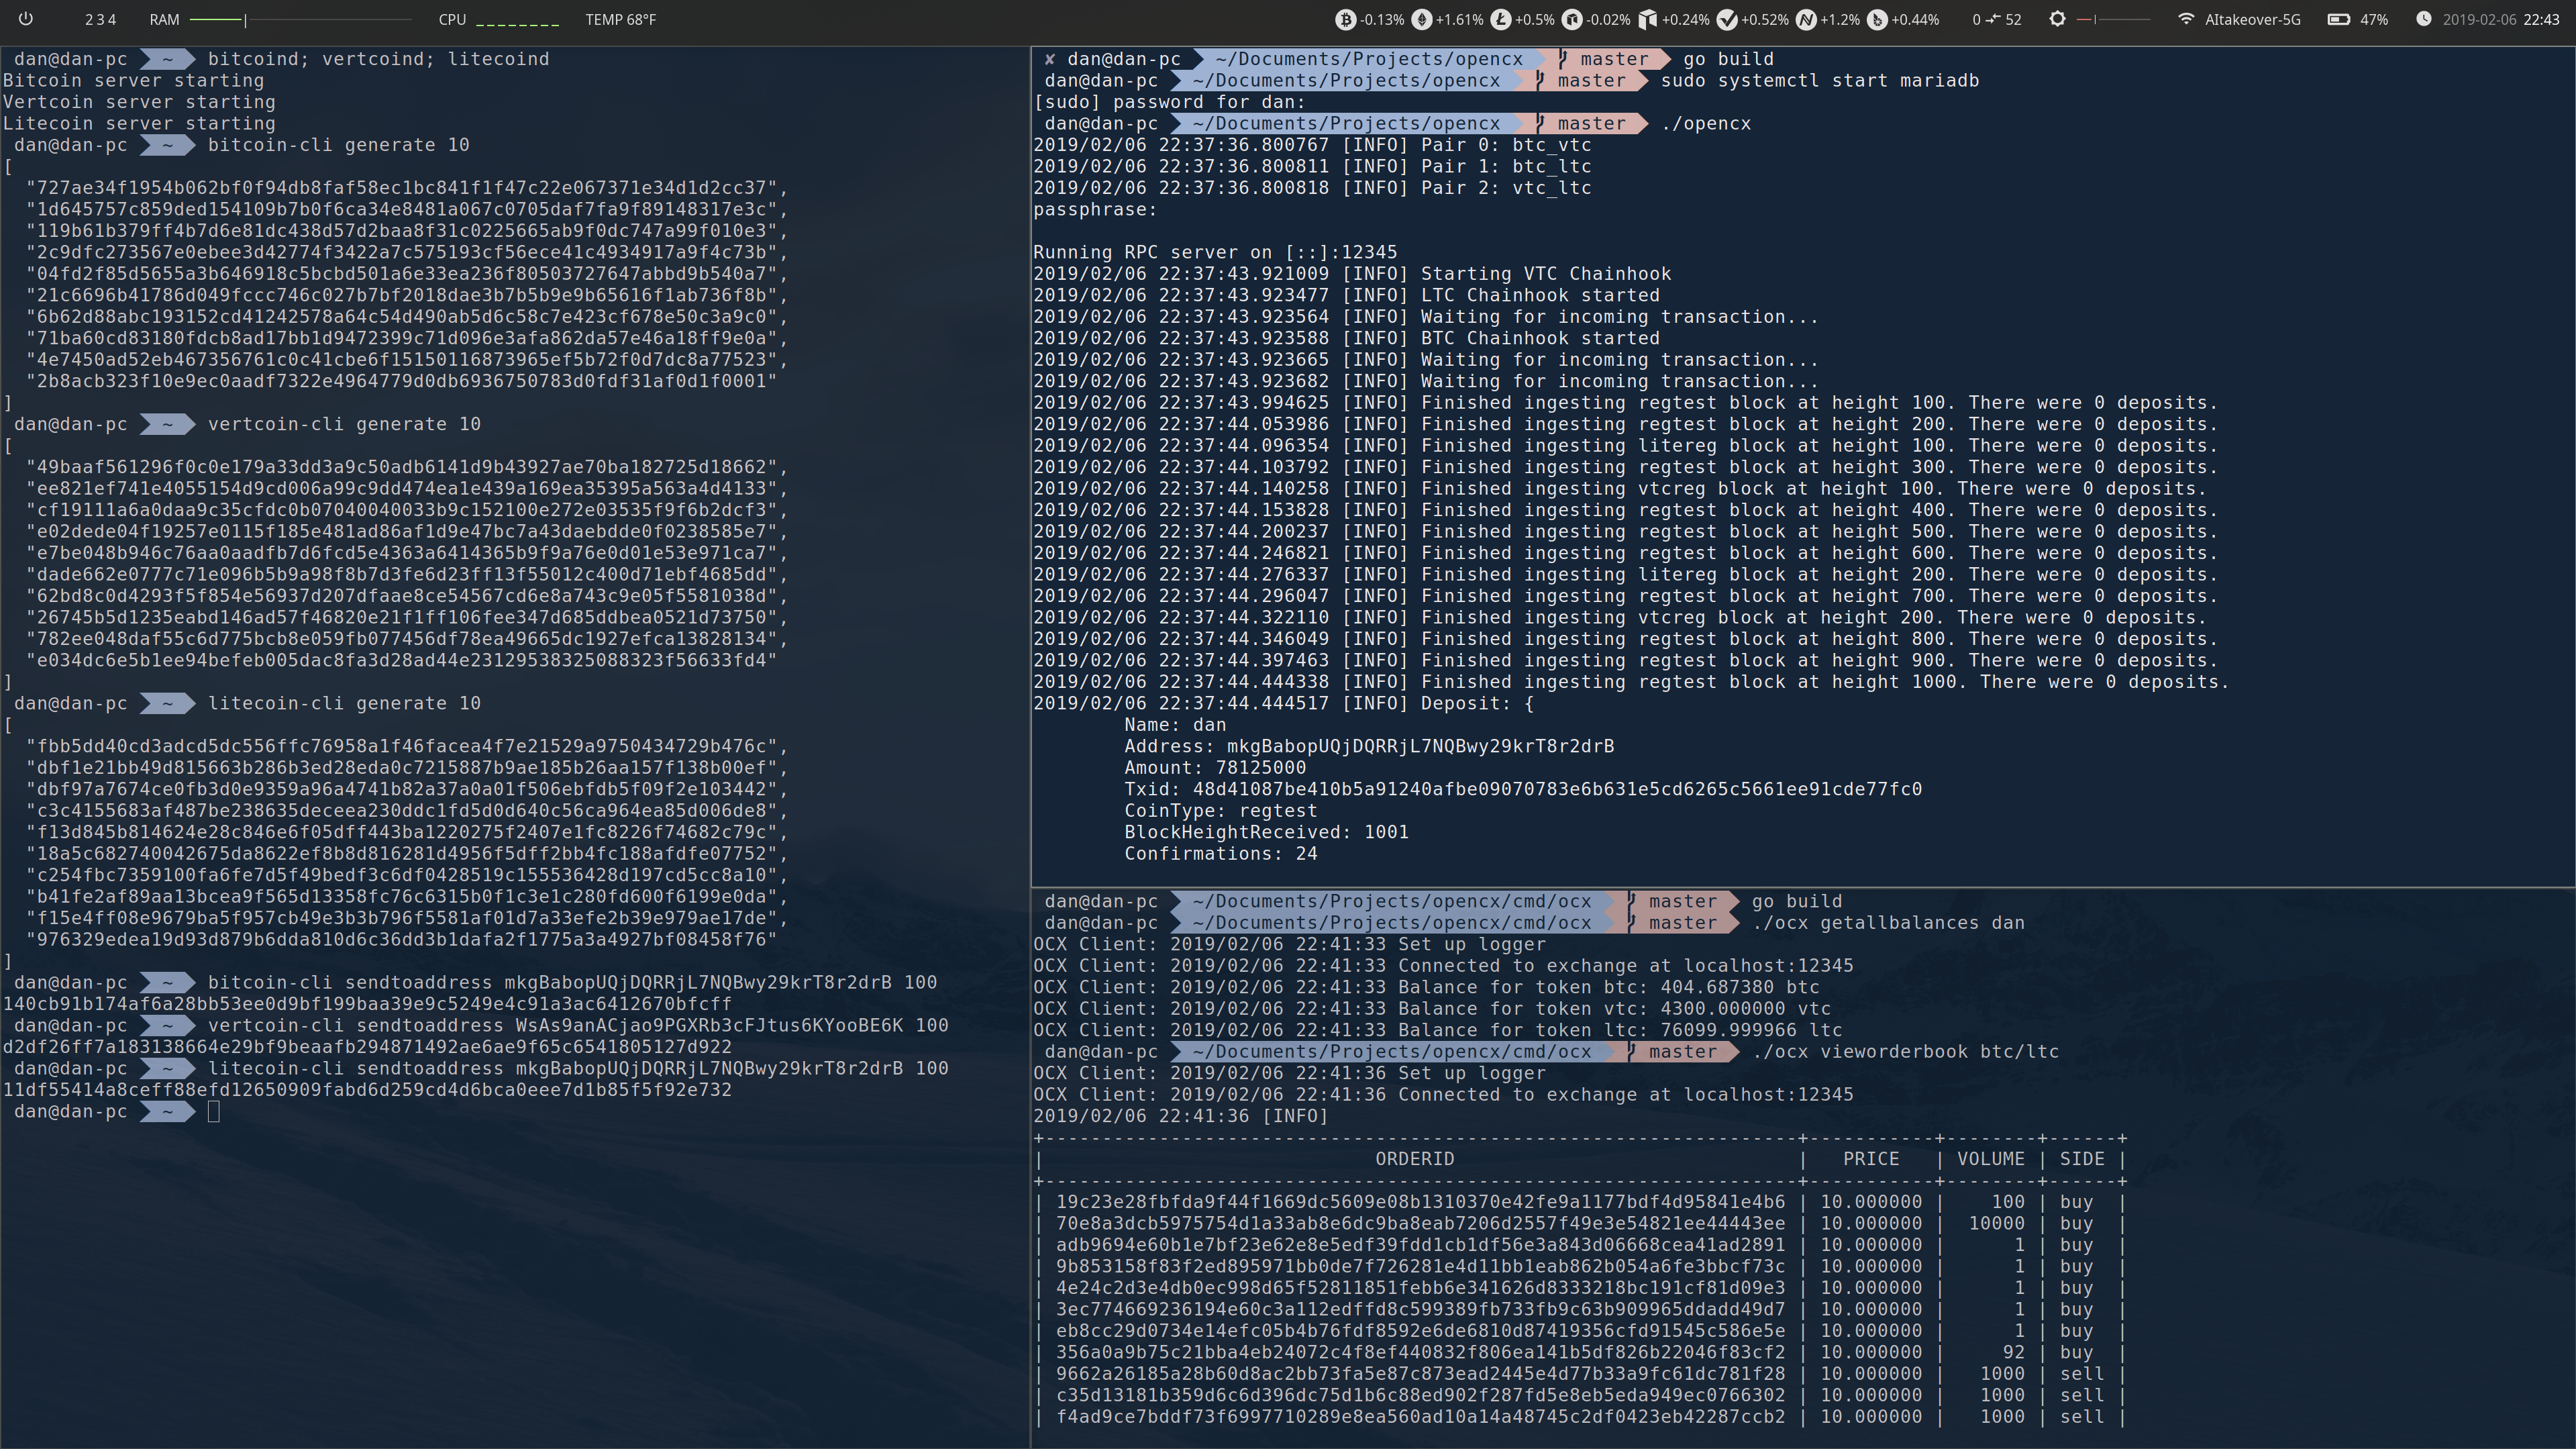 2 3 4 RAM CPU TEMP 68°F -0.13% +1.61% +0.5% -0.02% +0.24% +0.52% +1.2% +0.44% 0 52 AItakeover-5G 47% 2019-02-06 22:43
dan@dan-pc ~ bitcoind; vertcoind; litecoind
Bitcoin server starting
Vertcoin server starting
Litecoin server starting
dan@dan-pc ~ bitcoin-cli generate 10
[
"727ae34f1954b062bf0f94db8faf58ec1bc841f1f47c22e067371e34d1d2cc37",
"1d645757c859ded154109b7b0f6ca34e8481a067c0705daf7fa9f89148317e3c",
"119b61b379ff4b7d6e81dc438d57d2baa8f31c0225665ab9f0dc747a99f010e3",
"2c9dfc273567e0ebee3d42774f3422a7c575193cf56ece41c4934917a9f4c73b",
"04fd2f85d5655a3b646918c5bcbd501a6e33ea236f80503727647abbd9b540a7",
"21c6696b41786d049fccc746c027b7bf2018dae3b7b5b9e9b65616f1ab736f8b",
"6b62d88abc193152cd41242578a64c54d490ab5d6c58c7e423cf678e50c3a9c0",
"71ba60cd83180fdcb8ad17bb1d9472399c71d096e3afa862da57e46a18ff9e0a",
"4e7450ad52eb467356761c0c41cbe6f15150116873965ef5b72f0d7dc8a77523",
"2b8acb323f10e9ec0aadf7322e4964779d0db6936750783d0fdf31af0d1f0001"
]
dan@dan-pc ~ vertcoin-cli generate 10
[
"49baaf561296f0c0e179a33dd3a9c50adb6141d9b43927ae70ba182725d18662",
"ee821ef741e4055154d9cd006a99c9dd474ea1e439a169ea35395a563a4d4133",
"cf19111a6a0daa9c35cfdc0b07040040033b9c152100e272e03535f9f6b2dcf3",
"e02dede04f19257e0115f185e481ad86af1d9e47bc7a43daebdde0f0238585e7",
"e7be048b946c76aa0aadfb7d6fcd5e4363a6414365b9f9a76e0d01e53e971ca7",
"dade662e0777c71e096b5b9a98f8b7d3fe6d23ff13f55012c400d71ebf4685dd",
"62bd8c0d4293f5f854e56937d207dfaae8ce54567cd6e8a743c9e05f5581038d",
"26745b5d1235eabd146ad57f46820e21f1ff106fee347d685ddbea0521d73750",
"782ee048daf55c6d775bcb8e059fb077456df78ea49665dc1927efca13828134",
"e034dc6e5b1ee94befeb005dac8fa3d28ad44e23129538325088323f56633fd4"
]
dan@dan-pc ~ litecoin-cli generate 10
[
"fbb5dd40cd3adcd5dc556ffc76958a1f46facea4f7e21529a9750434729b476c",
"dbf1e21bb49d815663b286b3ed28eda0c7215887b9ae185b26aa157f138b00ef",
"dbf97a7674ce0fb3d0e9359a96a4741b82a37a0a01f506ebfdb5f09f2e103442",
"c3c4155683af487be238635deceea230ddc1fd5d0d640c56ca964ea85d006de8",
"f13d845b814624e28c846e6f05dff443ba1220275f2407e1fc8226f74682c79c",
"18a5c682740042675da8622ef8b8d816281d4956f5dff2bb4fc188afdfe07752",
"c254fbc7359100fa6fe7d5f49bedf3c6df0428519c155536428d197cd5cc8a10",
"b41fe2af89aa13bcea9f565d13358fc76c6315b0f1c3e1c280fd600f6199e0da",
"f15e4ff08e9679ba5f957cb49e3b3b796f5581af01d7a33efe2b39e979ae17de",
"976329edea19d93d879b6dda810d6c36dd3b1dafa2f1775a3a4927bf08458f76"
]
dan@dan-pc ~ bitcoin-cli sendtoaddress mkgBabopUQjDQRRjL7NQBwy29krT8r2drB 100
140cb91b174af6a28bb53ee0d9bf199baa39e9c5249e4c91a3ac6412670bfcff
dan@dan-pc ~ vertcoin-cli sendtoaddress WsAs9anACjao9PGXRb3cFJtus6KYooBE6K 100
d2df26ff7a183138664e29bf9beaafb294871492ae6ae9f65c6541805127d922
dan@dan-pc ~ litecoin-cli sendtoaddress mkgBabopUQjDQRRjL7NQBwy29krT8r2drB 100
11df55414a8ceff88efd12650909fabd6d259cd4d6bca0eee7d1b85f5f92e732
dan@dan-pc ~
✘ dan@dan-pc ~/Documents/Projects/opencx master go build
dan@dan-pc ~/Documents/Projects/opencx master sudo systemctl start mariadb
[sudo] password for dan:
dan@dan-pc ~/Documents/Projects/opencx master ./opencx
2019/02/06 22:37:36.800767 [INFO] Pair 0: btc_vtc
2019/02/06 22:37:36.800811 [INFO] Pair 1: btc_ltc
2019/02/06 22:37:36.800818 [INFO] Pair 2: vtc_ltc
passphrase:
Running RPC server on [::]:12345
2019/02/06 22:37:43.921009 [INFO] Starting VTC Chainhook
2019/02/06 22:37:43.923477 [INFO] LTC Chainhook started
2019/02/06 22:37:43.923564 [INFO] Waiting for incoming transaction...
2019/02/06 22:37:43.923588 [INFO] BTC Chainhook started
2019/02/06 22:37:43.923665 [INFO] Waiting for incoming transaction...
2019/02/06 22:37:43.923682 [INFO] Waiting for incoming transaction...
2019/02/06 22:37:43.994625 [INFO] Finished ingesting regtest block at height 100. There were 0 deposits.
2019/02/06 22:37:44.053986 [INFO] Finished ingesting regtest block at height 200. There were 0 deposits.
2019/02/06 22:37:44.096354 [INFO] Finished ingesting litereg block at height 100. There were 0 deposits.
2019/02/06 22:37:44.103792 [INFO] Finished ingesting regtest block at height 300. There were 0 deposits.
2019/02/06 22:37:44.140258 [INFO] Finished ingesting vtcreg block at height 100. There were 0 deposits.
2019/02/06 22:37:44.153828 [INFO] Finished ingesting regtest block at height 400. There were 0 deposits.
2019/02/06 22:37:44.200237 [INFO] Finished ingesting regtest block at height 500. There were 0 deposits.
2019/02/06 22:37:44.246821 [INFO] Finished ingesting regtest block at height 600. There were 0 deposits.
2019/02/06 22:37:44.276337 [INFO] Finished ingesting litereg block at height 200. There were 0 deposits.
2019/02/06 22:37:44.296047 [INFO] Finished ingesting regtest block at height 700. There were 0 deposits.
2019/02/06 22:37:44.322110 [INFO] Finished ingesting vtcreg block at height 200. There were 0 deposits.
2019/02/06 22:37:44.346049 [INFO] Finished ingesting regtest block at height 800. There were 0 deposits.
2019/02/06 22:37:44.397463 [INFO] Finished ingesting regtest block at height 900. There were 0 deposits.
2019/02/06 22:37:44.444338 [INFO] Finished ingesting regtest block at height 1000. There were 0 deposits.
2019/02/06 22:37:44.444517 [INFO] Deposit: {
Name: dan
Address: mkgBabopUQjDQRRjL7NQBwy29krT8r2drB
Amount: 78125000
Txid: 48d41087be410b5a91240afbe09070783e6b631e5cd6265c5661ee91cde77fc0
CoinType: regtest
BlockHeightReceived: 1001
Confirmations: 24
dan@dan-pc ~/Documents/Projects/opencx/cmd/ocx master go build
dan@dan-pc ~/Documents/Projects/opencx/cmd/ocx master ./ocx getallbalances dan
OCX Client: 2019/02/06 22:41:33 Set up logger
OCX Client: 2019/02/06 22:41:33 Connected to exchange at localhost:12345
OCX Client: 2019/02/06 22:41:33 Balance for token btc: 404.687380 btc
OCX Client: 2019/02/06 22:41:33 Balance for token vtc: 4300.000000 vtc
OCX Client: 2019/02/06 22:41:33 Balance for token ltc: 76099.999966 ltc
dan@dan-pc ~/Documents/Projects/opencx/cmd/ocx master ./ocx vieworderbook btc/ltc
OCX Client: 2019/02/06 22:41:36 Set up logger
OCX Client: 2019/02/06 22:41:36 Connected to exchange at localhost:12345
2019/02/06 22:41:36 [INFO]
| ORDERID | PRICE | VOLUME | SIDE |
| 19c23e28fbfda9f44f1669dc5609e08b1310370e42fe9a1177bdf4d95841e4b6 | 10.000000 | 100 | buy |
| 70e8a3dcb5975754d1a33ab8e6dc9ba8eab7206d2557f49e3e54821ee44443ee | 10.000000 | 10000 | buy |
| adb9694e60b1e7bf23e62e8e5edf39fdd1cb1df56e3a843d06668cea41ad2891 | 10.000000 | 1 | buy |
| 9b853158f83f2ed895971bb0de7f726281e4d11bb1eab862b054a6fe3bbcf73c | 10.000000 | 1 | buy |
| 4e24c2d3e4db0ec998d65f52811851febb6e341626d8333218bc191cf81d09e3 | 10.000000 | 1 | buy |
| 3ec774669236194e60c3a112edffd8c599389fb733fb9c63b909965ddadd49d7 | 10.000000 | 1 | buy |
| eb8cc29d0734e14efc05b4b76fdf8592e6de6810d87419356cfd91545c586e5e | 10.000000 | 1 | buy |
| 356a0a9b75c21bba4eb24072c4f8ef440832f806ea141b5df826b22046f83cf2 | 10.000000 | 92 | buy |
| 9662a26185a28b60d8ac2bb73fa5e87c873ead2445e4d77b33a9fc61dc781f28 | 10.000000 | 1000 | sell |
| c35d13181b359d6c6d396dc75d1b6c88ed902f287fd5e8eb5eda949ec0766302 | 10.000000 | 1000 | sell |
| f4ad9ce7bddf73f6997710289e8ea560ad10a14a48745c2df0423eb42287ccb2 | 10.000000 | 1000 | sell |